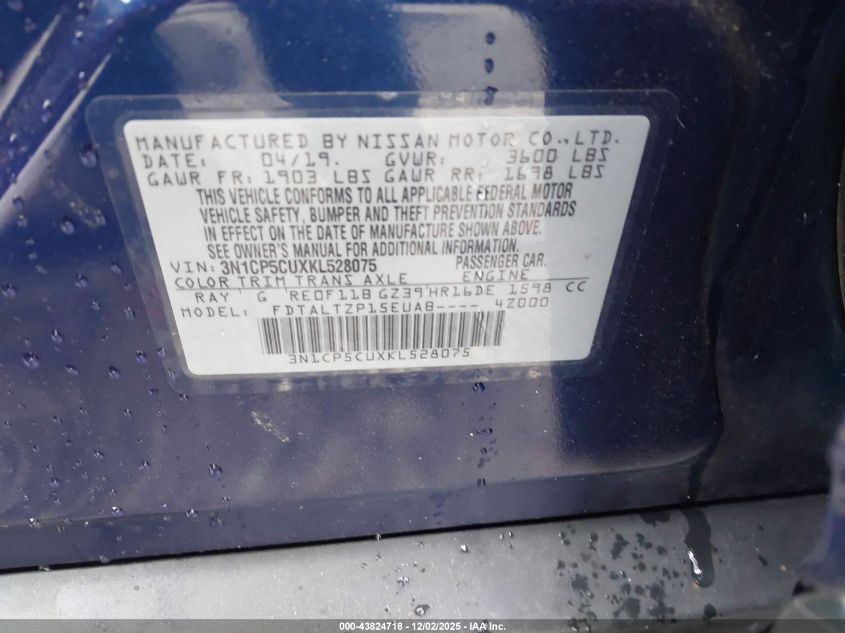 MANUFACTURED BY NISSAN MOTOR CO., LTD.
DATE: 04/19. GVWR: 3600 LBS
GAWR FR: 1903 LBS GAWR RR: 1698 LBS
THIS VEHICLE CONFORMS TO ALL APPLICABLE FEDERAL MOTOR
VEHICLE SAFETY, BUMPER AND THEFT PREVENTION STANDARDS
IN EFFECT ON THE DATE OF MANUFACTURE SHOWN ABOVE.
SEE OWNER'S MANUAL FOR ADDITIONAL INFORMATION.
VIN: 3N1CP5CUXKL528075 PASSENGER CAR.
COLOR TRIM TRANS AXLE ENGINE
RAY G RE0F11B GZ39 HR16DE 1598 CC
MODEL: FDTALTZP15EUAB---- 4Z000
3N1CP5CUXKL528075
000-43824718 - 12/02/2025 - IAA Inc.